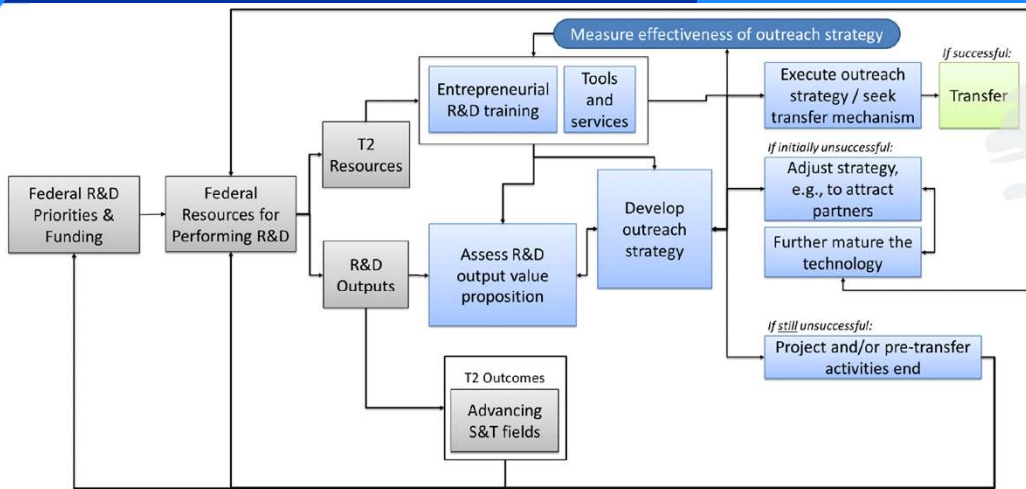 Measure effectiveness of outreach strategy
If successful:
Entrepreneurial
R&D training
Tools
and
services
Execute outreach
strategy / seek
transfer mechanism
Transfer
T2
Resources
If initially unsuccessful:
Adjust strategy,
e.g., to attract
partners
Federal R&D
Priorities &
Funding
Federal
Resources for
Performing R&D
Develop
outreach
strategy
Further mature the
technology
R&D
Outputs
Assess R&D
output value
proposition
If still unsuccessful:
Project and/or pre-transfer
activities end
T2 Outcomes
Advancing
S&T fields